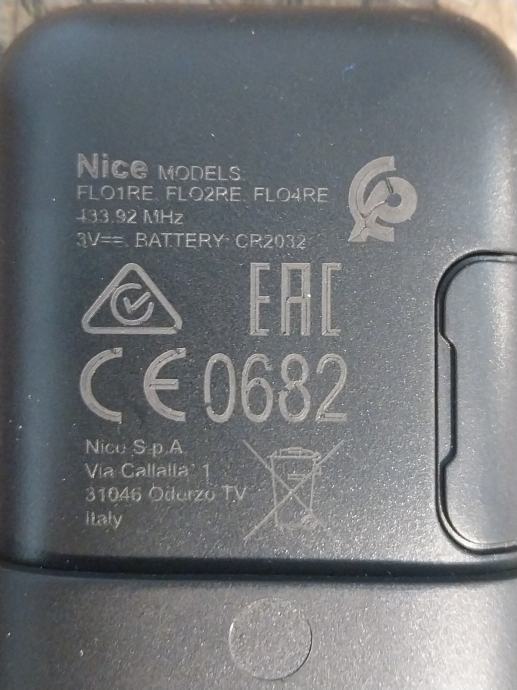 Nice MODELS
FLO1RE FLO2RE FLO4RE
433.92 MHz
3V⎓ BATTERY CR2032
EAC
CE 0682
Nice S.p.A.
Via Callalta 1
31046 Oderzo TV
Italy